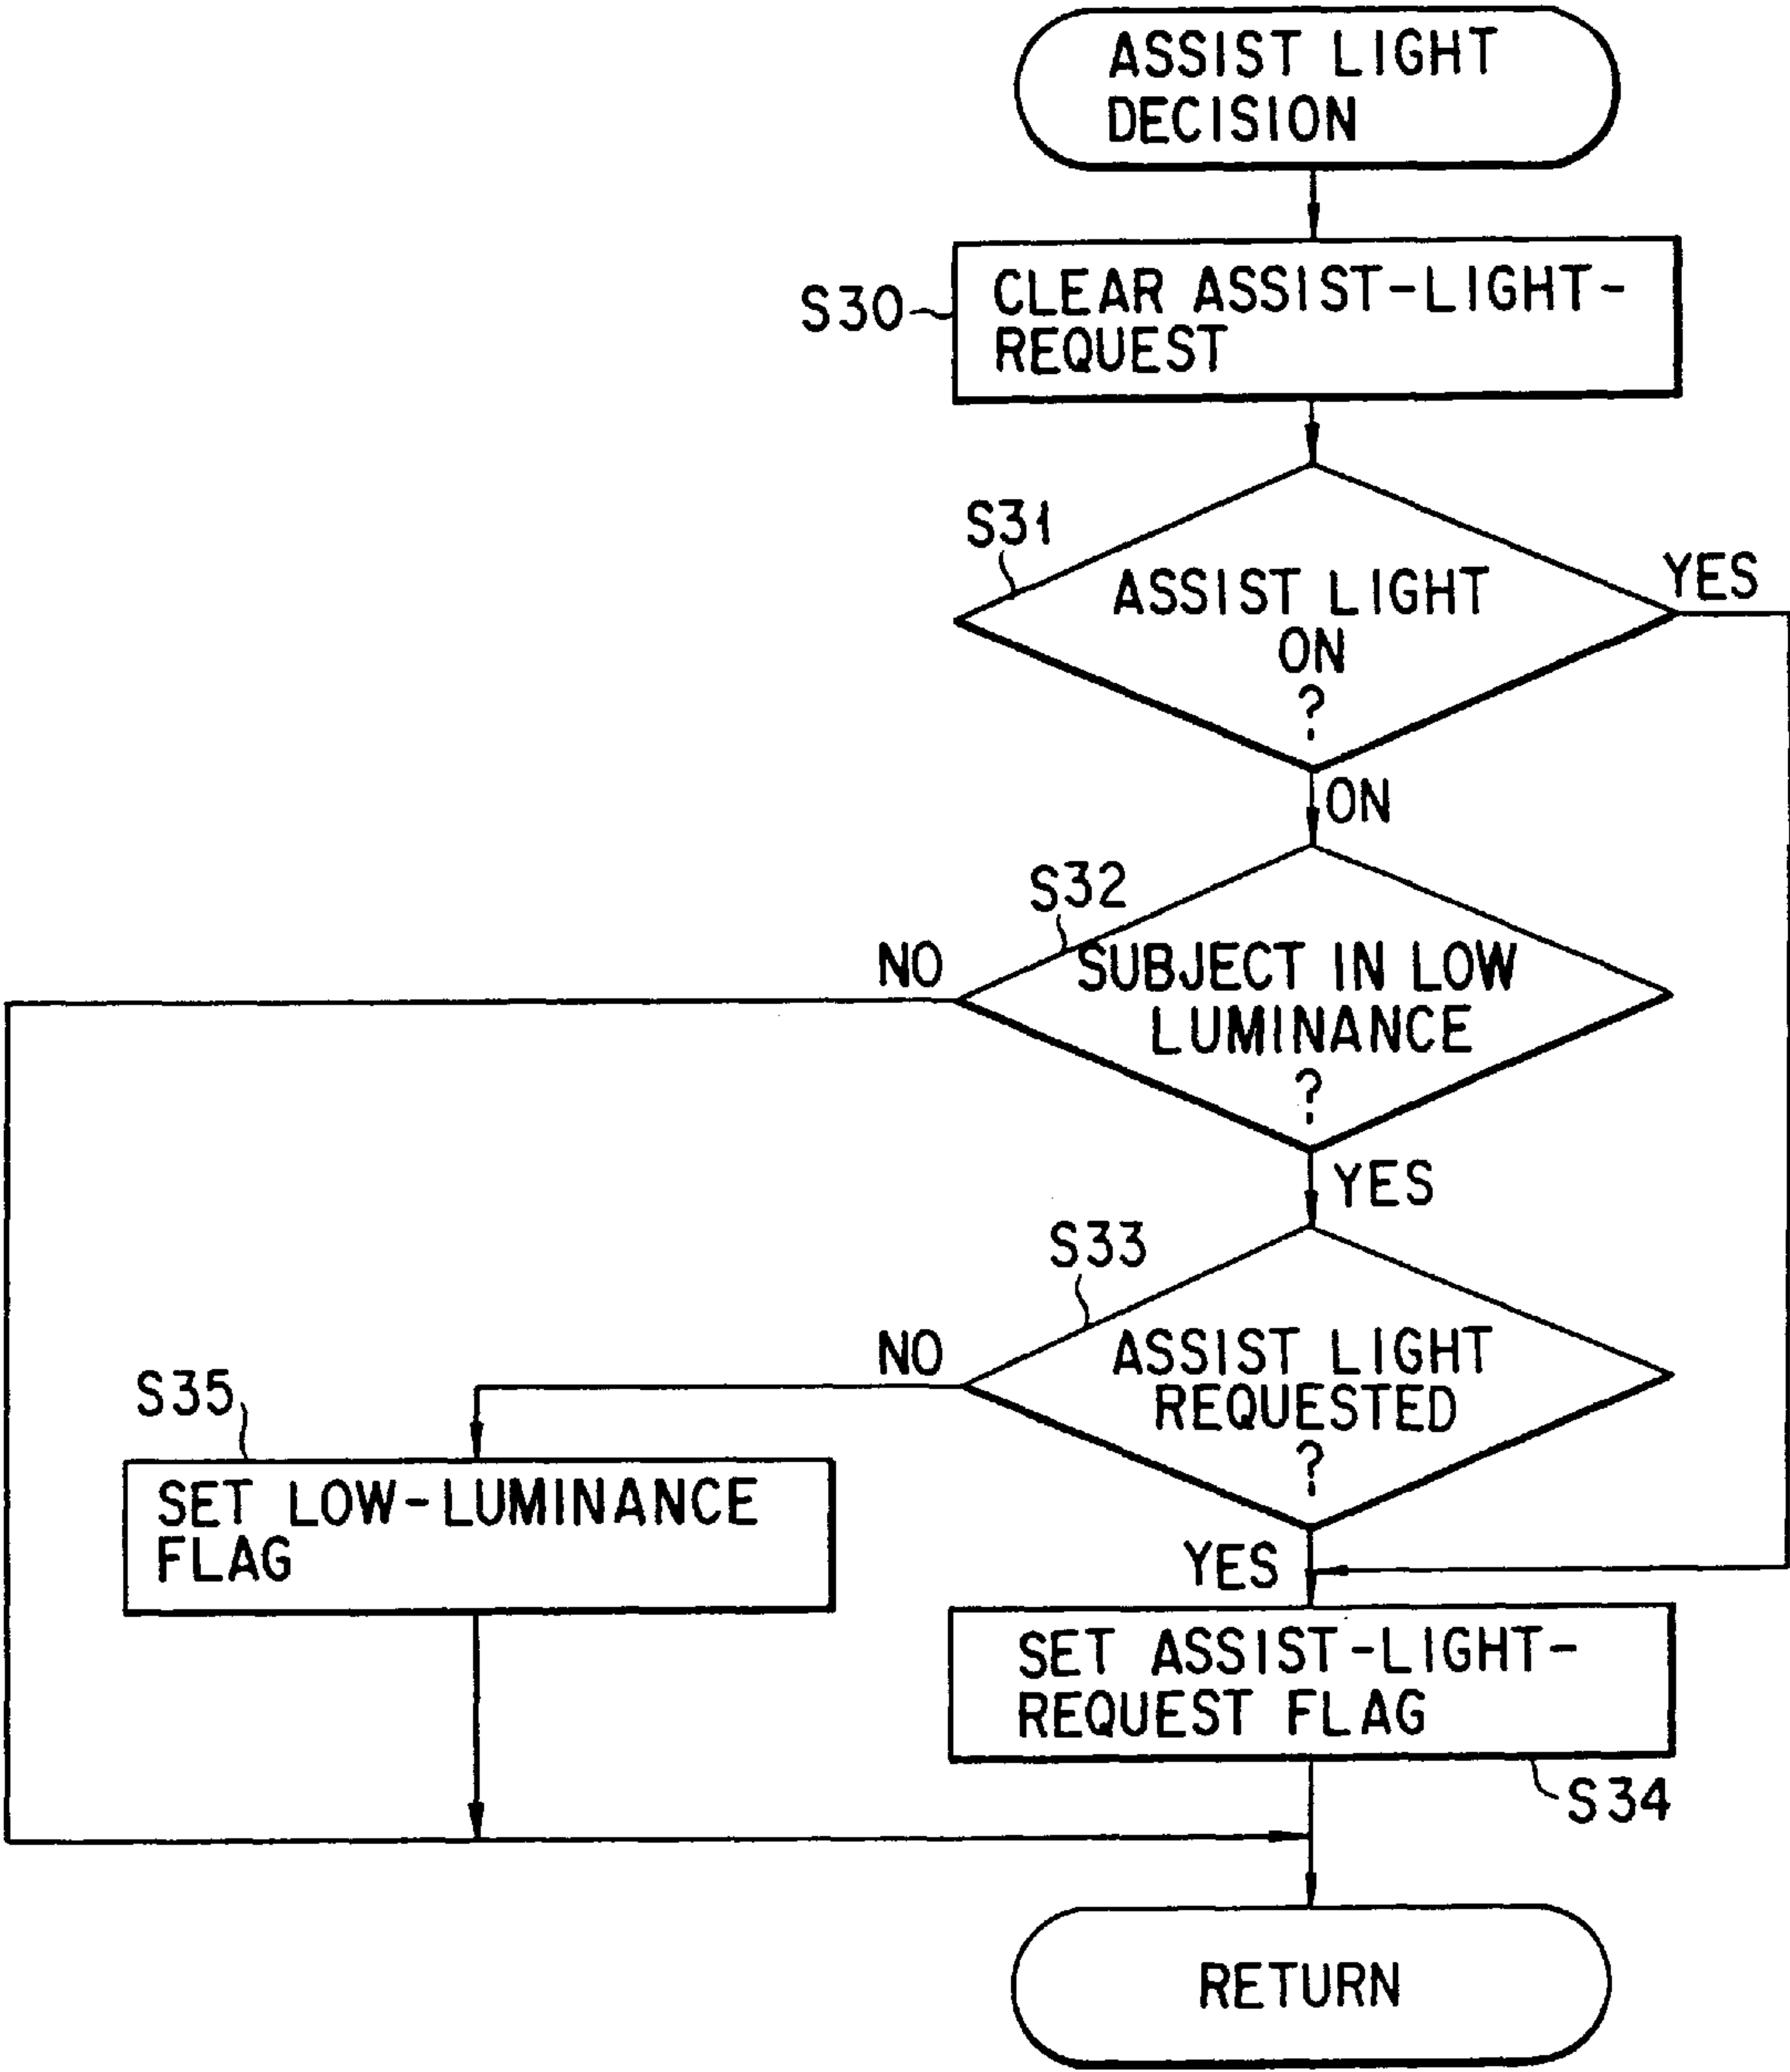 ASSIST LIGHT
DECISION
S30
CLEAR ASSIST-LIGHT-
REQUEST
S31
ASSIST LIGHT
ON
?
YES
ON
S32
NO
SUBJECT IN LOW
LUMINANCE
?
YES
S33
NO
ASSIST LIGHT
REQUESTED
?
S35
SET LOW-LUMINANCE
FLAG
YES
SET ASSIST-LIGHT-
REQUEST FLAG
S34
RETURN